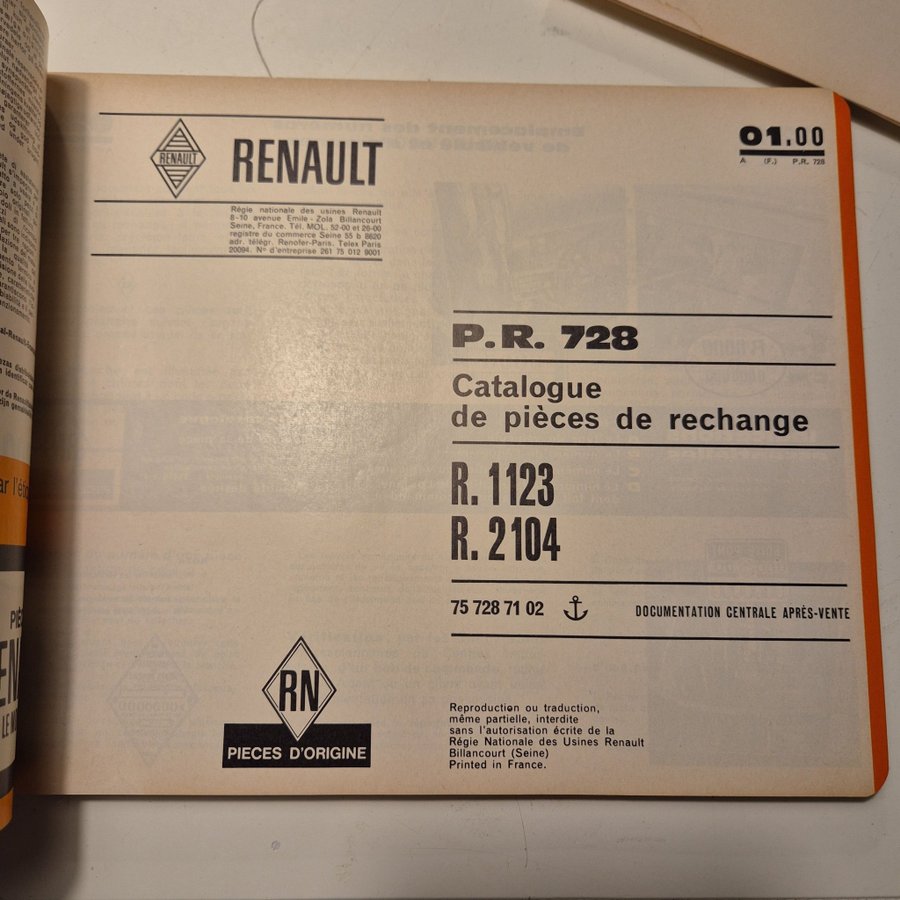 RENAULT
RENAULT
Régie nationale des usines Renault
8-10 avenue Emile-Zola Billancourt
Seine, France. Tél. MOL. 52-00 et 26-00
registre du commerce Seine 55 b 8620
adr. télégr. Renofer-Paris. Telex Paris
20094. N° d'entreprise 261 75 012 9001
01.00
A (F.) P.R. 728
P.R. 728
Catalogue
de pièces de rechange
R. 1123
R. 2104
75 728 71 02 DOCUMENTATION CENTRALE APRÈS-VENTE
RN
PIECES D'ORIGINE
Reproduction ou traduction,
même partielle, interdite
sans l'autorisation écrite de la
Régie Nationale des Usines Renault
Billancourt (Seine)
Printed in France.